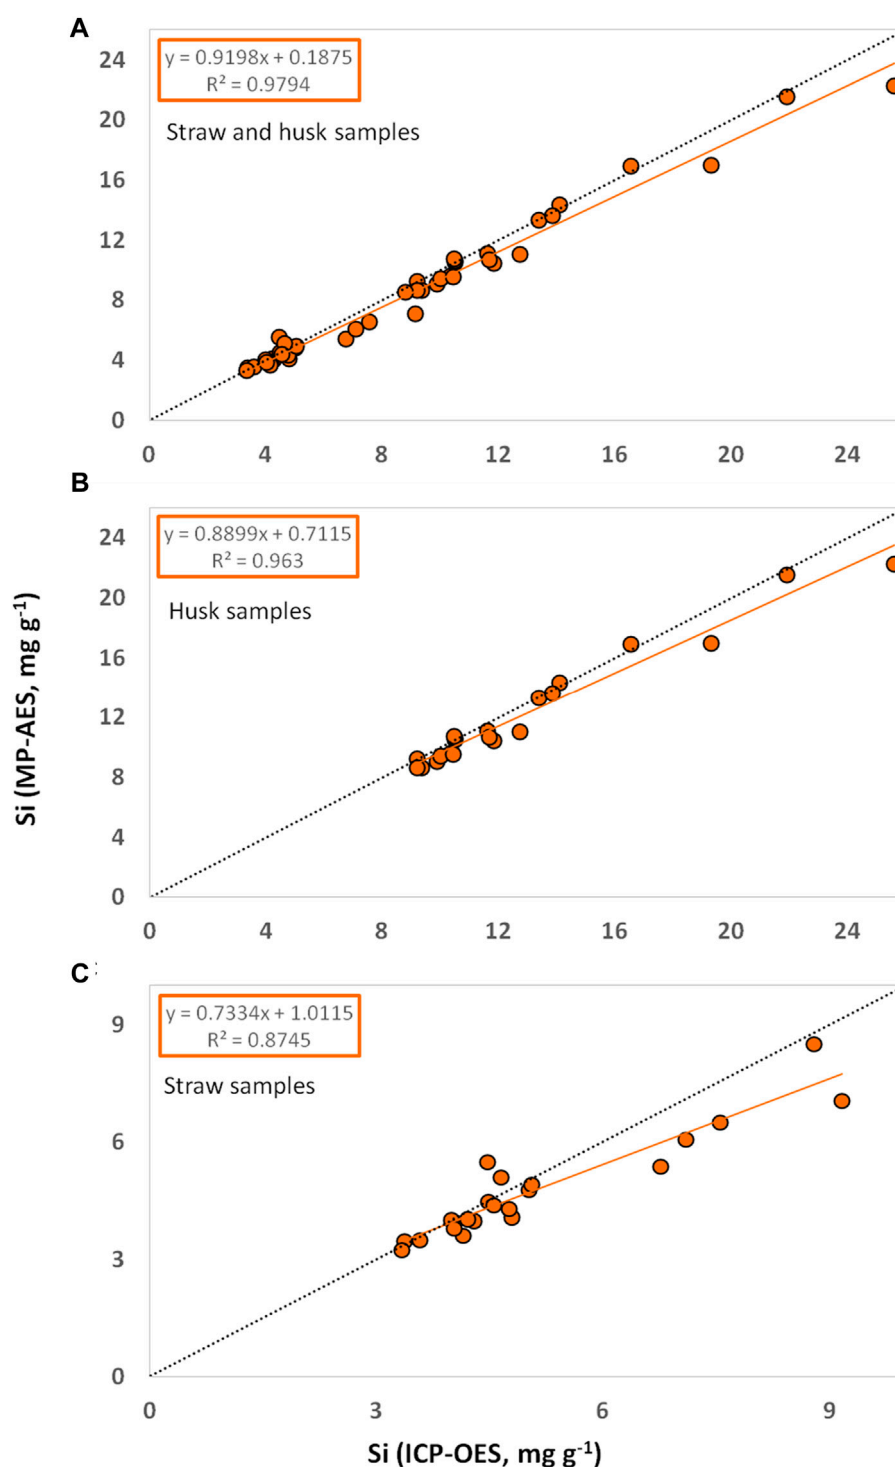 A
y = 0.9198x + 0.1875
R² = 0.9794
Straw and husk samples
24
20
16
12
8
4
0
0 4 8 12 16 20 24
B
y = 0.8899x + 0.7115
R² = 0.963
Husk samples
24
20
16
12
8
4
0
0 4 8 12 16 20 24
Si (MP-AES, mg g⁻¹)
C
y = 0.7334x + 1.0115
R² = 0.8745
Straw samples
9
6
3
0
0 3 6 9
Si (ICP-OES, mg g⁻¹)